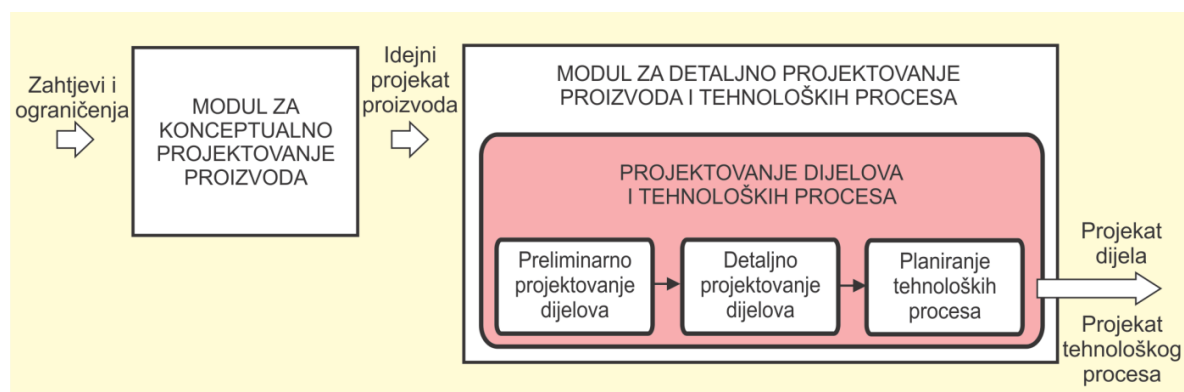 Zahtjevi i
ograničenja
MODUL ZA
KONCEPTUALNO
PROJEKTOVANJE
PROIZVODA
Idejni
projekat
proizvoda
MODUL ZA DETALJNO PROJEKTOVANJE
PROIZVODA I TEHNOLOŠKIH PROCESA
PROJEKTOVANJE DIJELOVA
I TEHNOLOŠKIH PROCESA
Preliminarno
projektovanje
dijelova
Detaljno
projektovanje
dijelova
Planiranje
tehnoloških
procesa
Projekat
dijela
Projekat
tehnološkog
procesa